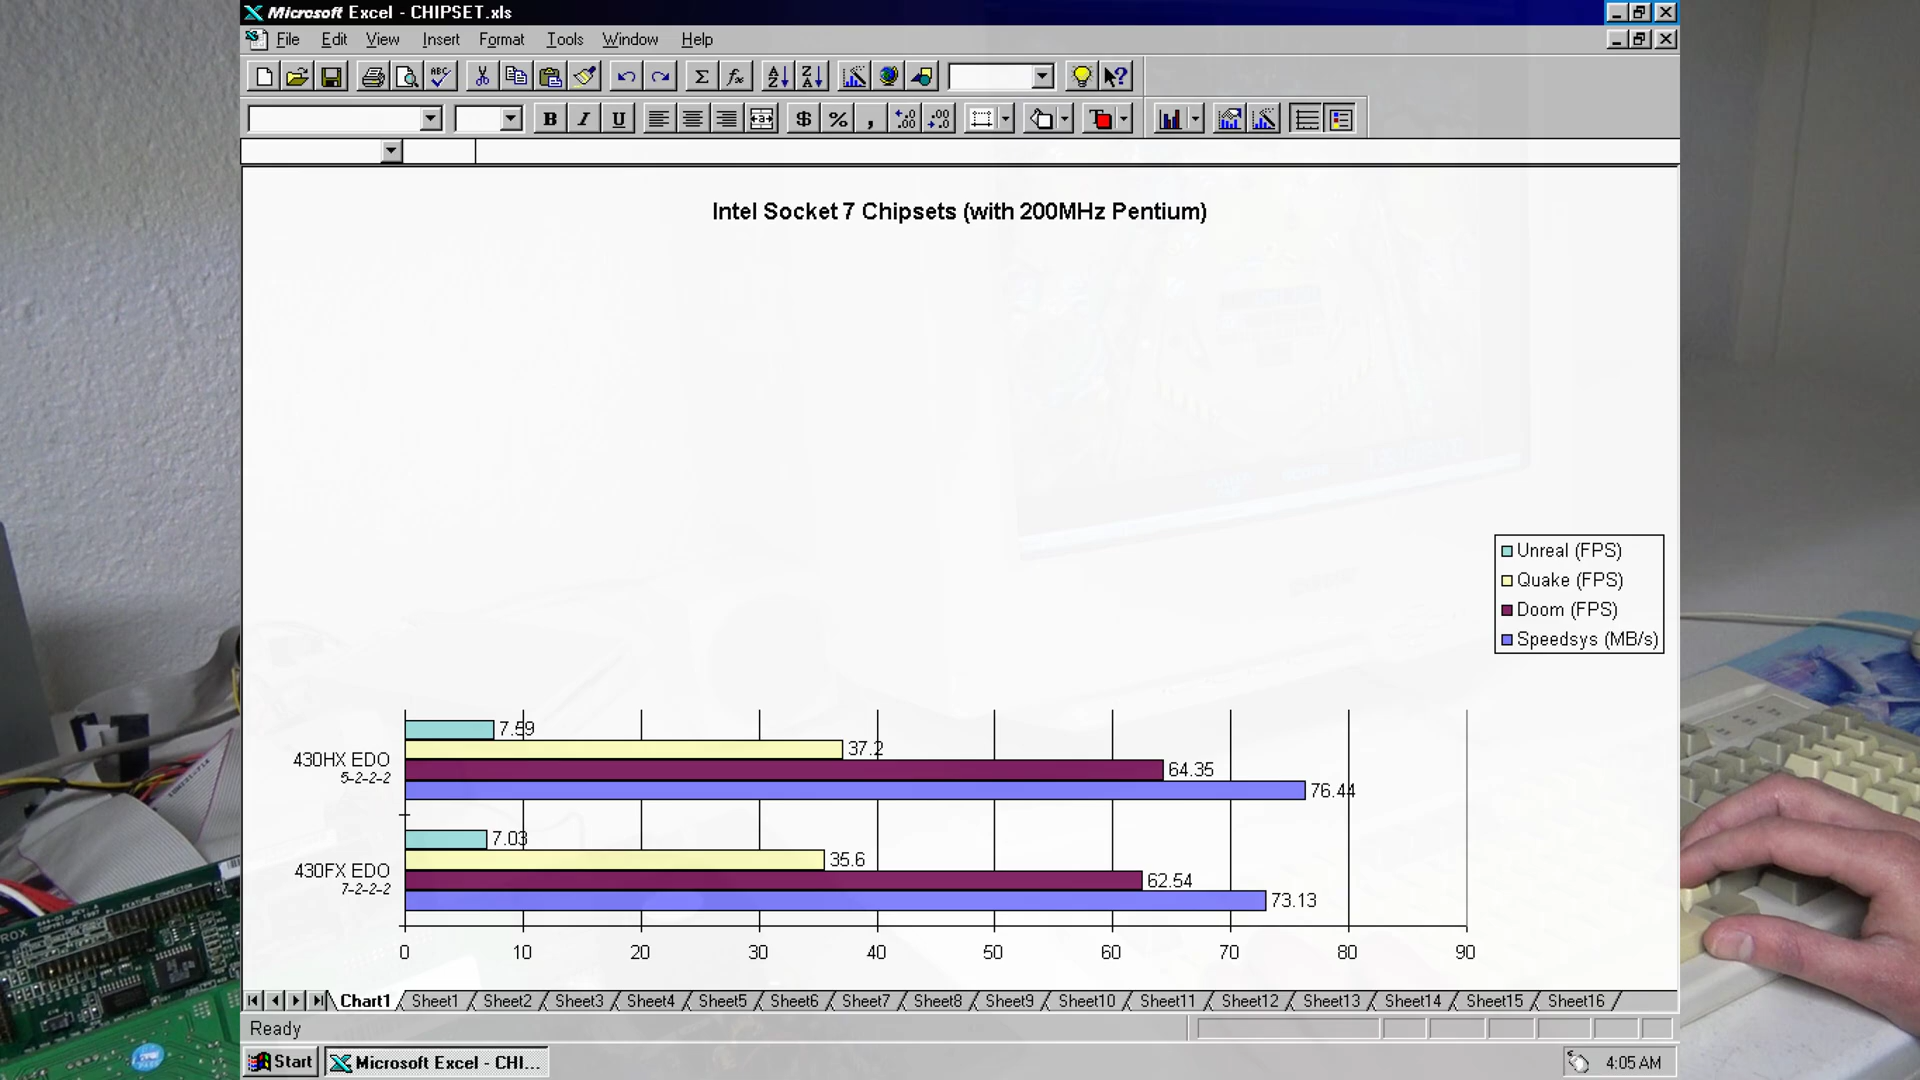 Microsoft Excel - CHIPSET.xls
File Edit View Insert Format Tools Window Help
Intel Socket 7 Chipsets (with 200MHz Pentium)
Unreal (FPS)
Quake (FPS)
Doom (FPS)
Speedsys (MB/s)
430HX EDO
5-2-2-2
7.59
37.2
64.35
76.44
430FX EDO
7-2-2-2
7.03
35.6
62.54
73.13
0 10 20 30 40 50 60 70 80 90
Chart1 Sheet1 Sheet2 Sheet3 Sheet4 Sheet5 Sheet6 Sheet7 Sheet8 Sheet9 Sheet10 Sheet11 Sheet12 Sheet13 Sheet14 Sheet15 Sheet16
Ready
Start Microsoft Excel - CHI... 4:05 AM